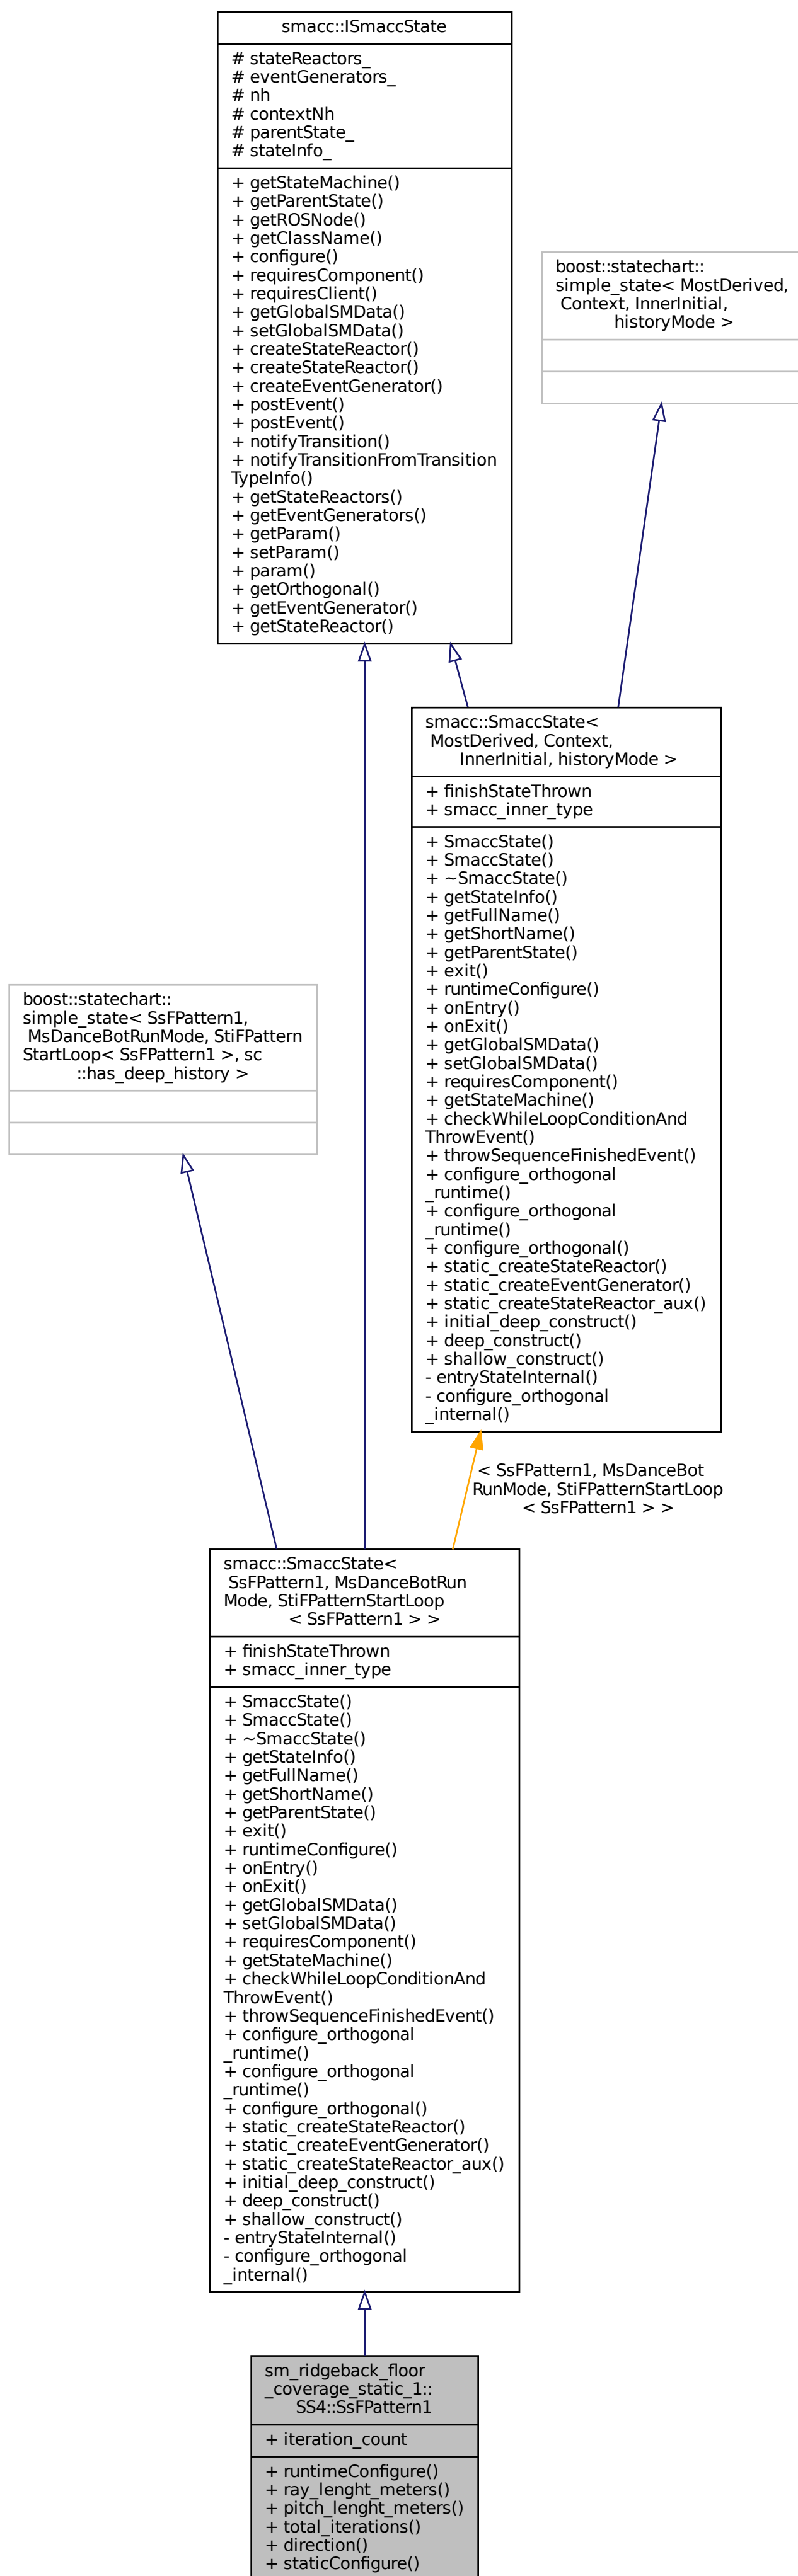 smacc::ISmaccState
# stateReactors_
# eventGenerators_
# nh
# contextNh
# parentState_
# stateInfo_
+ getStateMachine()
+ getParentState()
+ getROSNode()
+ getClassName()
+ configure()
+ requiresComponent()
+ requiresClient()
+ getGlobalSMData()
+ setGlobalSMData()
+ createStateReactor()
+ createStateReactor()
+ createEventGenerator()
+ postEvent()
+ postEvent()
+ notifyTransition()
+ notifyTransitionFromTransition
TypeInfo()
+ getStateReactors()
+ getEventGenerators()
+ getParam()
+ setParam()
+ param()
+ getOrthogonal()
+ getEventGenerator()
+ getStateReactor()
boost::statechart::
simple_state< MostDerived,
Context, InnerInitial,
historyMode >
smacc::SmaccState<
MostDerived, Context,
InnerInitial, historyMode >
+ finishStateThrown
+ smacc_inner_type
+ SmaccState()
+ SmaccState()
+ ~SmaccState()
+ getStateInfo()
+ getFullName()
+ getShortName()
+ getParentState()
+ exit()
+ runtimeConfigure()
+ onEntry()
+ onExit()
+ getGlobalSMData()
+ setGlobalSMData()
+ requiresComponent()
+ getStateMachine()
+ checkWhileLoopConditionAnd
ThrowEvent()
+ throwSequenceFinishedEvent()
+ configure_orthogonal
_runtime()
+ configure_orthogonal
_runtime()
+ configure_orthogonal()
+ static_createStateReactor()
+ static_createEventGenerator()
+ static_createStateReactor_aux()
+ initial_deep_construct()
+ deep_construct()
+ shallow_construct()
- entryStateInternal()
- configure_orthogonal
_internal()
boost::statechart::
simple_state< SsFPattern1,
MsDanceBotRunMode, StiFPattern
StartLoop< SsFPattern1 >, sc
::has_deep_history >
< SsFPattern1, MsDanceBot
RunMode, StiFPatternStartLoop
< SsFPattern1 > >
smacc::SmaccState<
SsFPattern1, MsDanceBotRun
Mode, StiFPatternStartLoop
< SsFPattern1 > >
+ finishStateThrown
+ smacc_inner_type
+ SmaccState()
+ SmaccState()
+ ~SmaccState()
+ getStateInfo()
+ getFullName()
+ getShortName()
+ getParentState()
+ exit()
+ runtimeConfigure()
+ onEntry()
+ onExit()
+ getGlobalSMData()
+ setGlobalSMData()
+ requiresComponent()
+ getStateMachine()
+ checkWhileLoopConditionAnd
ThrowEvent()
+ throwSequenceFinishedEvent()
+ configure_orthogonal
_runtime()
+ configure_orthogonal
_runtime()
+ configure_orthogonal()
+ static_createStateReactor()
+ static_createEventGenerator()
+ static_createStateReactor_aux()
+ initial_deep_construct()
+ deep_construct()
+ shallow_construct()
- entryStateInternal()
- configure_orthogonal
_internal()
sm_ridgeback_floor
_coverage_static_1::
SS4::SsFPattern1
+ iteration_count
+ runtimeConfigure()
+ ray_lenght_meters()
+ pitch_lenght_meters()
+ total_iterations()
+ direction()
+ staticConfigure()